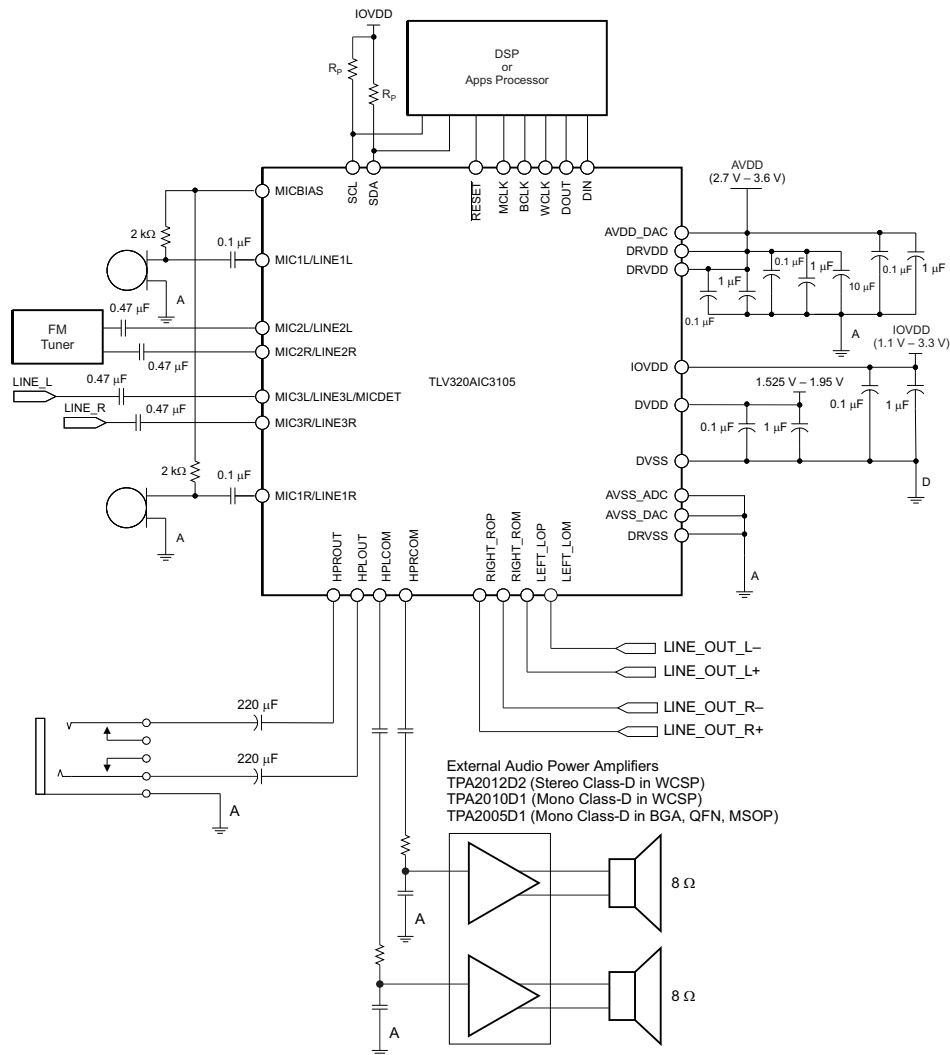 IOVDD
DSP
or
Apps Processor
RP
RP
SCL
SDA
RESET
MCLK
BCLK
WCLK
DOUT
DIN
AVDD
(2.7 V – 3.6 V)
MICBIAS
2 kΩ
0.1 μF
MIC1L/LINE1L
A
AVDD_DAC
DRVDD
DRVDD
0.1 μF
1 μF
0.1 μF
1 μF
10 μF
0.1 μF
1 μF
A
FM
Tuner
0.47 μF
MIC2L/LINE2L
MIC2R/LINE2R
0.47 μF
TLV320AIC3105
IOVDD
(1.1 V – 3.3 V)
IOVDD
LINE_L
0.47 μF
MIC3L/LINE3L/MICDET
LINE_R
0.47 μF
MIC3R/LINE3R
1.525 V – 1.95 V
DVDD
0.1 μF
1 μF
0.1 μF
1 μF
DVSS
D
2 kΩ
0.1 μF
MIC1R/LINE1R
A
AVSS_ADC
AVSS_DAC
DRVSS
A
HPROUT
HPLOUT
HPLCOM
HPRCOM
RIGHT_ROP
RIGHT_ROM
LEFT_LOP
LEFT_LOM
LINE_OUT_L–
LINE_OUT_L+
LINE_OUT_R–
LINE_OUT_R+
220 μF
220 μF
A
External Audio Power Amplifiers
TPA2012D2 (Stereo Class-D in WCSP)
TPA2010D1 (Mono Class-D in WCSP)
TPA2005D1 (Mono Class-D in BGA, QFN, MSOP)
8 Ω
A
8 Ω
A